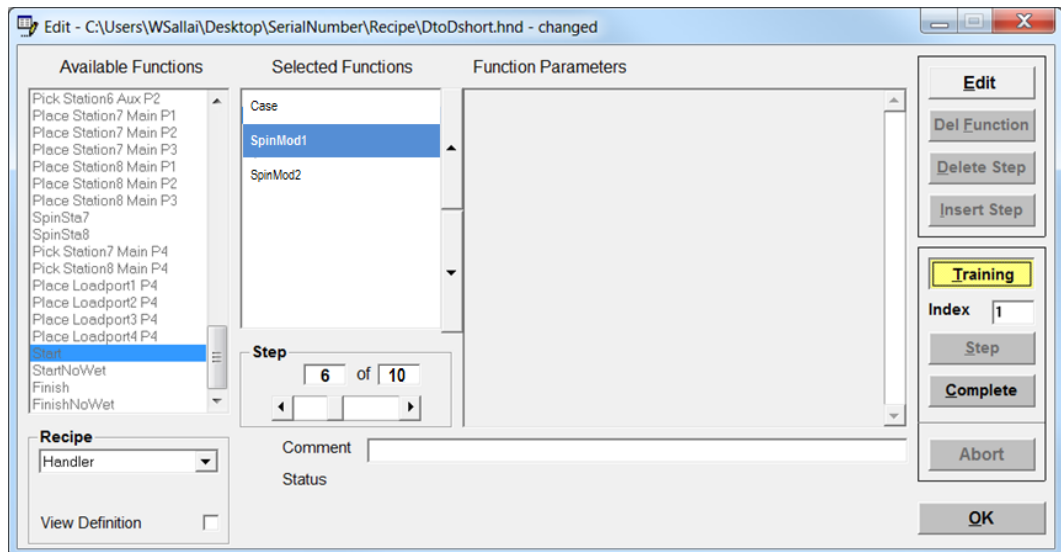 Edit - C:\Users\WSallai\Desktop\SerialNumber\Recipe\DtoDshort.hnd - changed
Available Functions
Selected Functions
Function Parameters
Pick Station6 Aux P2
Place Station7 Main P1
Place Station7 Main P2
Place Station7 Main P3
Place Station8 Main P1
Place Station8 Main P2
Place Station8 Main P3
SpinSta7
SpinSta8
Pick Station7 Main P4
Pick Station8 Main P4
Place Loadport1 P4
Place Loadport2 P4
Place Loadport3 P4
Place Loadport4 P4
Start
StartNoWet
Finish
FinishNoWet
Case
SpinMod1
SpinMod2
Step
6 of 10
Recipe
Handler
View Definition
Comment
Status
Edit
Del Function
Delete Step
Insert Step
Training
Index 1
Step
Complete
Abort
OK